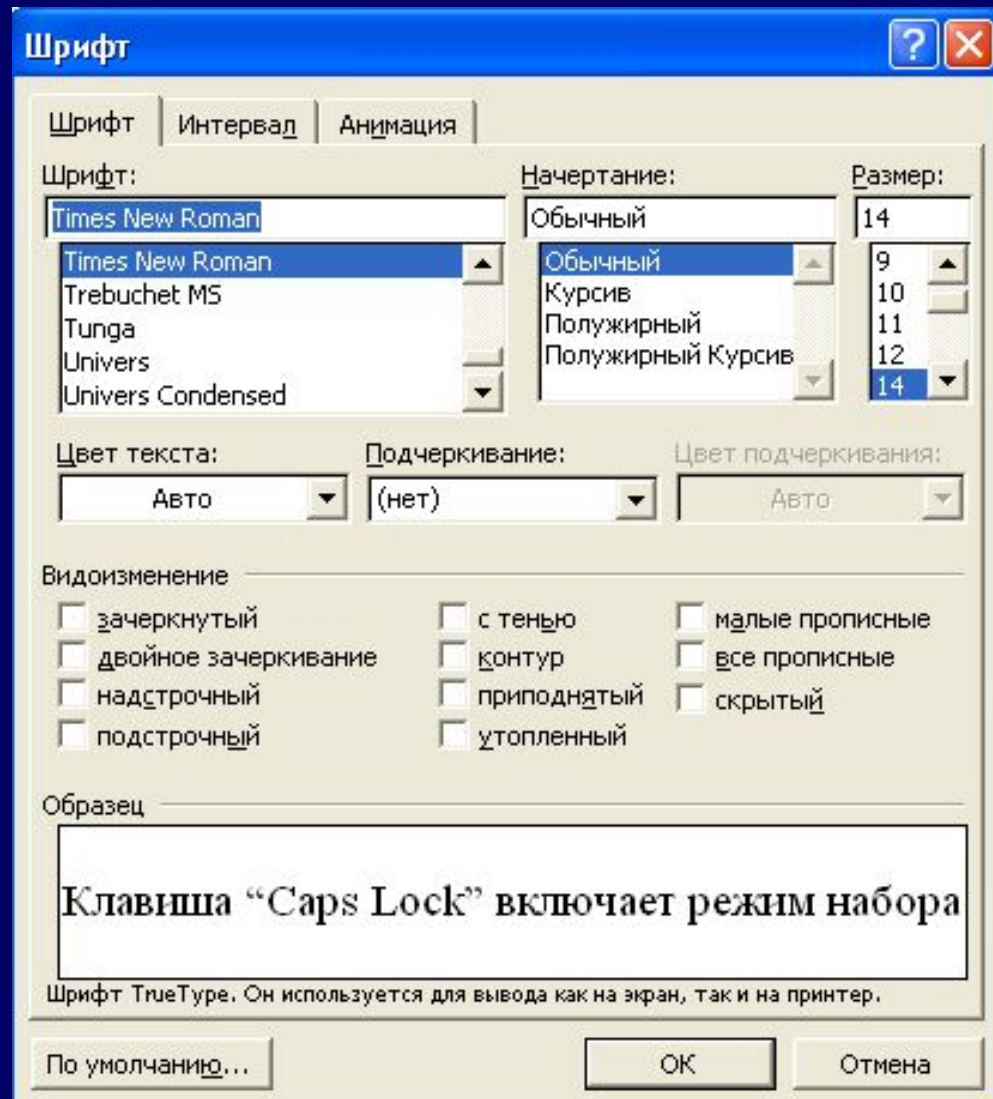 Шрифт
Шрифт Интервал Анимация
Шрифт: Начертание: Размер:
Times New Roman Обычный 14
Times New Roman Обычный 9
Trebuchet MS Курсив 10
Tunga Полужирный 11
Univers Полужирный Курсив 12
Univers Condensed 14
Цвет текста: Подчеркивание: Цвет подчеркивания:
Авто (нет) Авто
Видоизменение
зачеркнутый с тенью малые прописные
двойное зачеркивание контур все прописные
надстрочный приподнятый скрытый
подстрочный утопленный
Образец
Клавиша “Caps Lock” включает режим набора
Шрифт TrueType. Он используется для вывода как на экран, так и на принтер.
По умолчанию... ОК Отмена